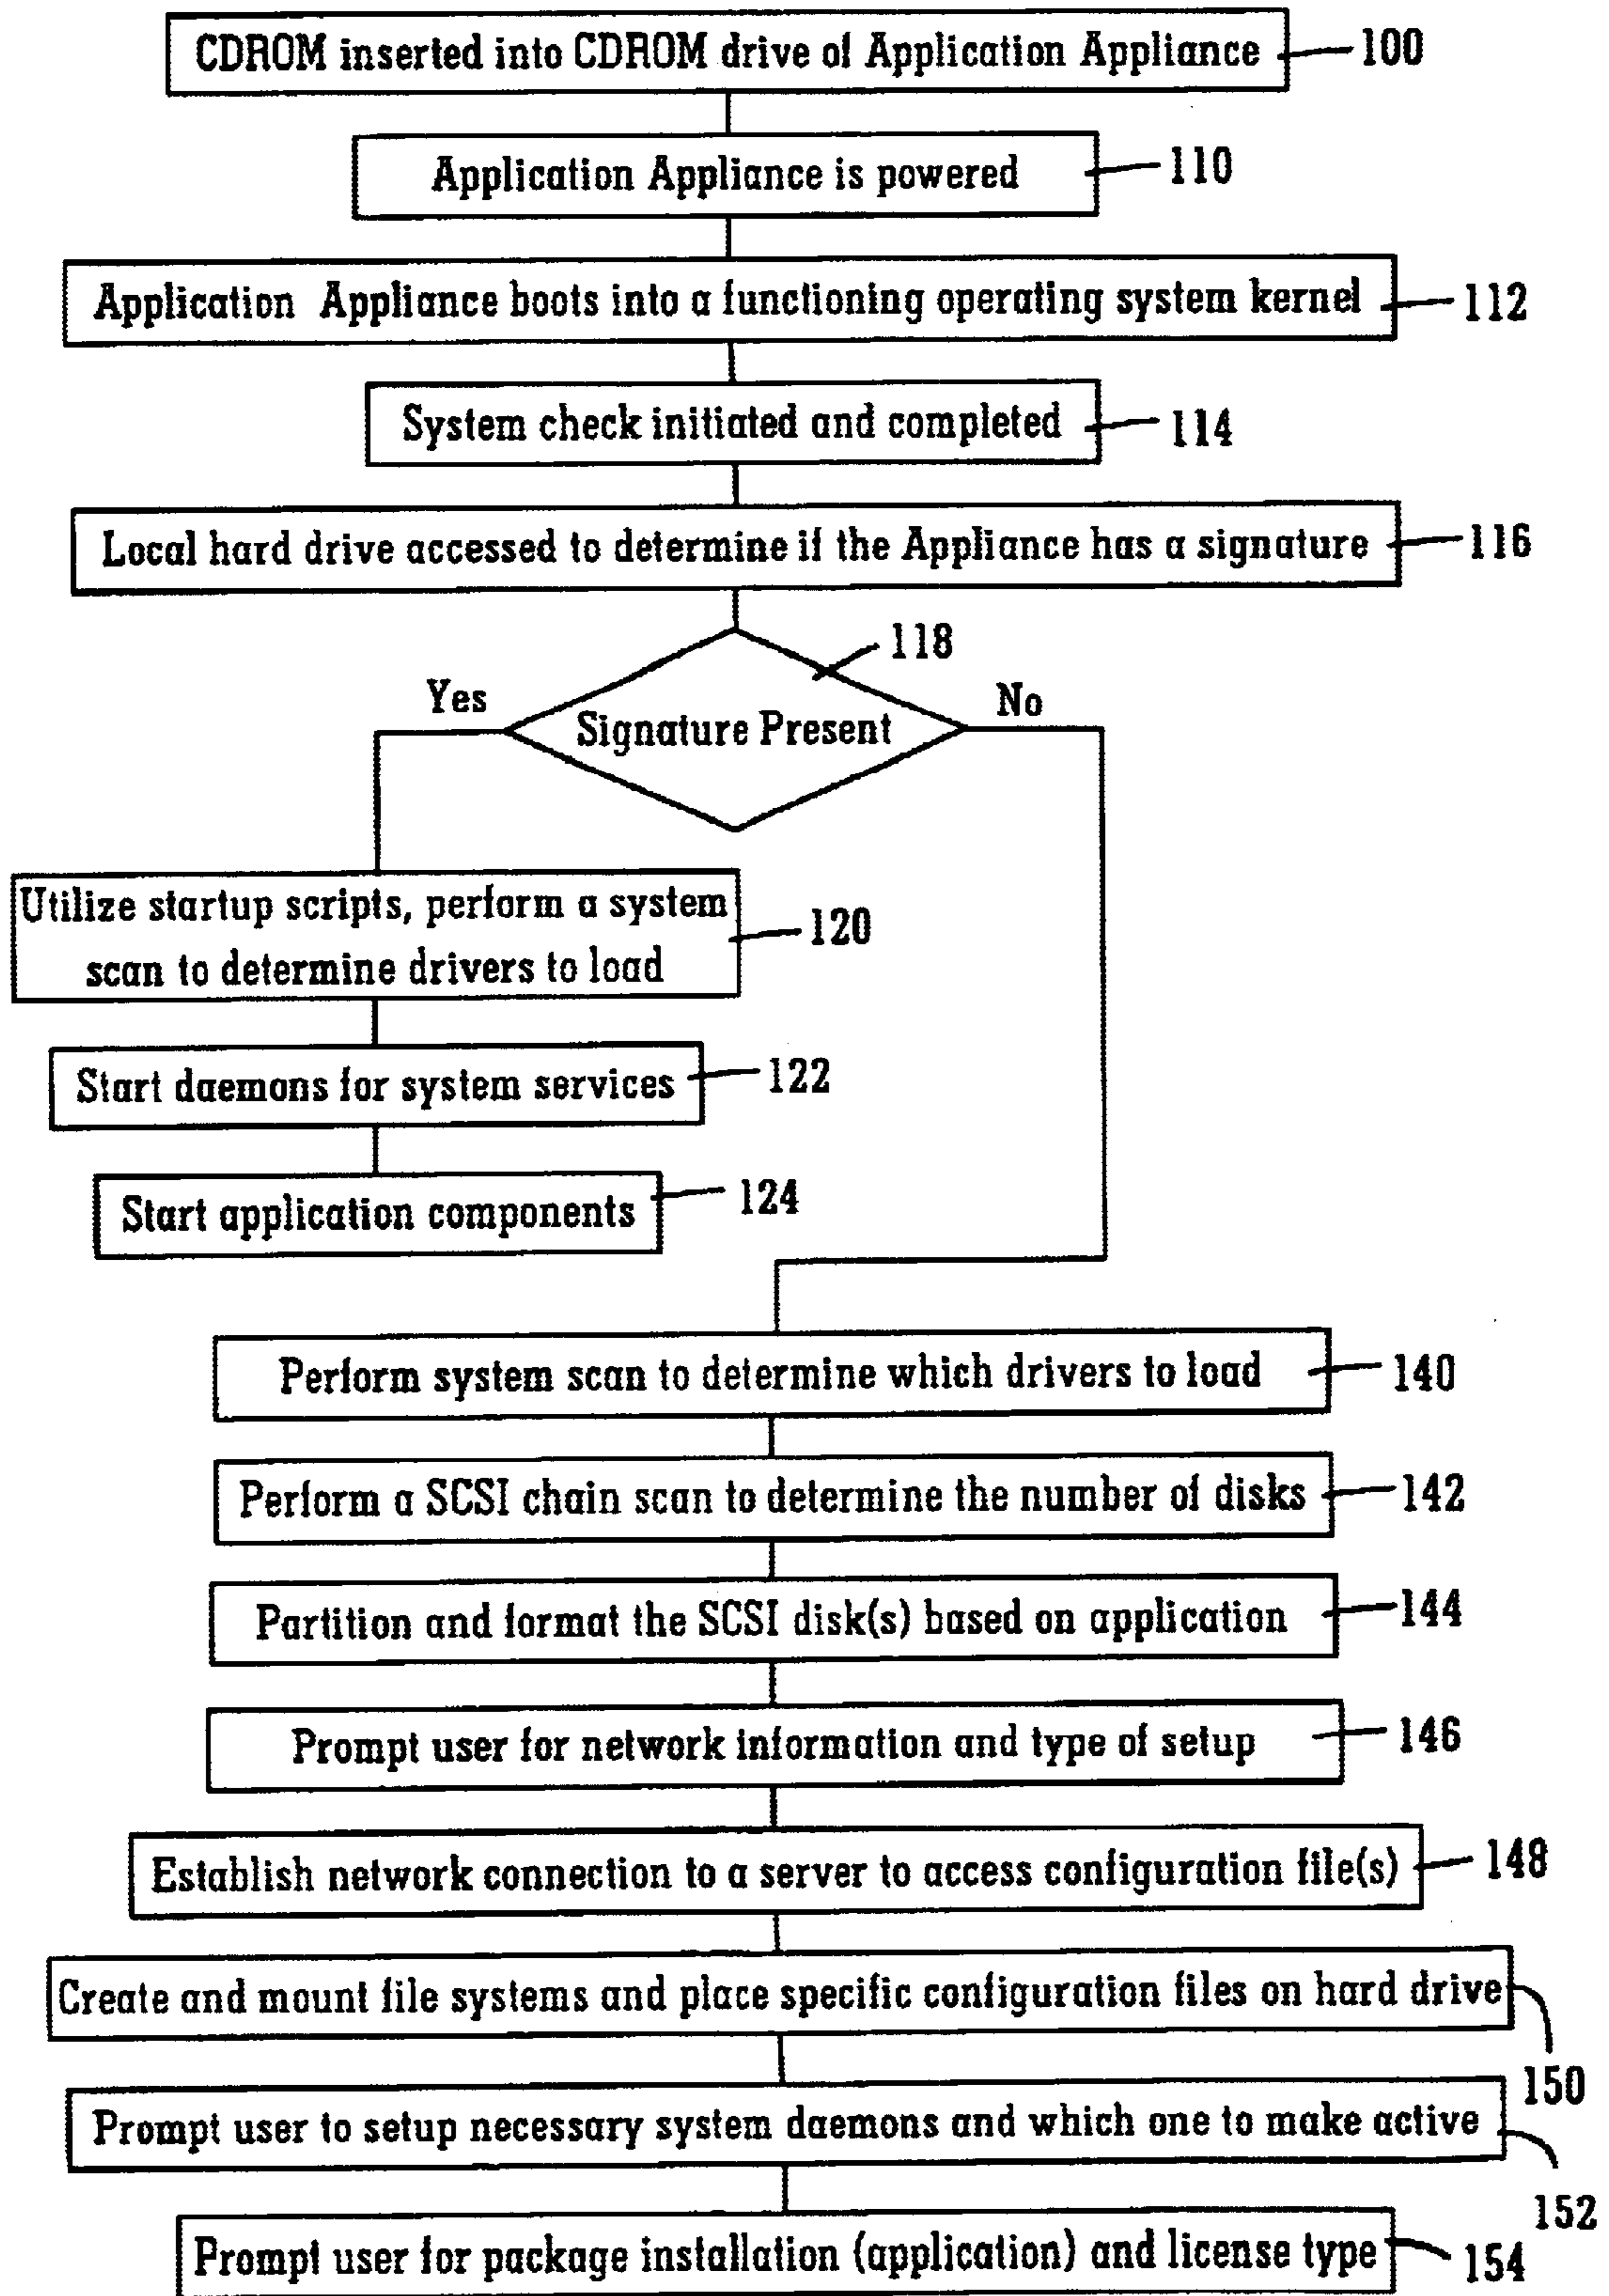 CDROM inserted into CDROM drive of Application Appliance
100
Application Appliance is powered
110
Application Appliance boots into a functioning operating system kernel
112
System check initiated and completed
114
Local hard drive accessed to determine if the Appliance has a signature
116
118
Yes
No
Signature Present
Utilize startup scripts, perform a system
scan to determine drivers to load
120
Start daemons for system services
122
Start application components
124
Perform system scan to determine which drivers to load
140
Perform a SCSI chain scan to determine the number of disks
142
Partition and format the SCSI disk(s) based on application
144
Prompt user for network information and type of setup
146
Establish network connection to a server to access configuration file(s)
148
Create and mount file systems and place specific configuration files on hard drive
150
Prompt user to setup necessary system daemons and which one to make active
152
Prompt user for package installation (application) and license type
154